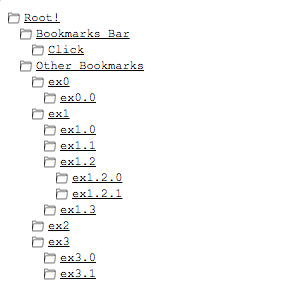 Root!
Bookmarks Bar
Click
Other Bookmarks
ex0
ex0.0
ex1
ex1.0
ex1.1
ex1.2
ex1.2.0
ex1.2.1
ex1.3
ex2
ex3
ex3.0
ex3.1